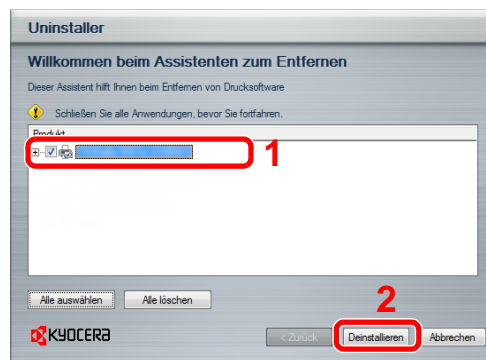 Uninstaller
Willkommen beim Assistenten zum Entfernen
Dieser Assistent hilft Ihnen beim Entfernen von Drucksoftware
Schließen Sie alle Anwendungen, bevor Sie fortfahren.
Produkt
1
Alle auswählen Alle löschen
2
KYOCERA
< Zurück Deinstallieren Abbrechen